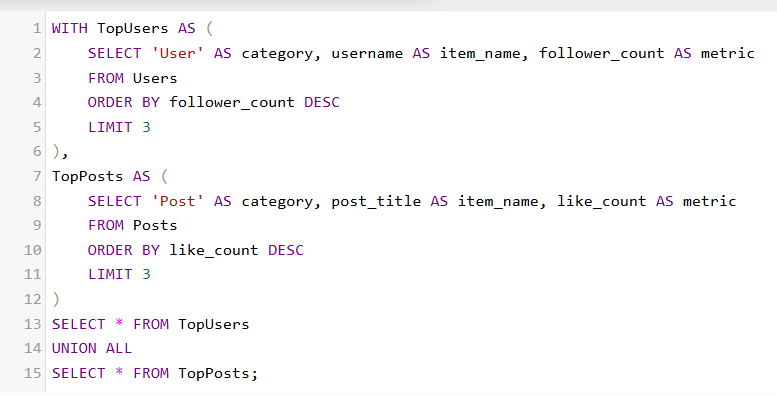 1 WITH TopUsers AS (
2     SELECT 'User' AS category, username AS item_name, follower_count AS metric
3     FROM Users
4     ORDER BY follower_count DESC
5     LIMIT 3
6 ),
7 TopPosts AS (
8     SELECT 'Post' AS category, post_title AS item_name, like_count AS metric
9     FROM Posts
10     ORDER BY like_count DESC
11     LIMIT 3
12 )
13 SELECT * FROM TopUsers
14 UNION ALL
15 SELECT * FROM TopPosts;